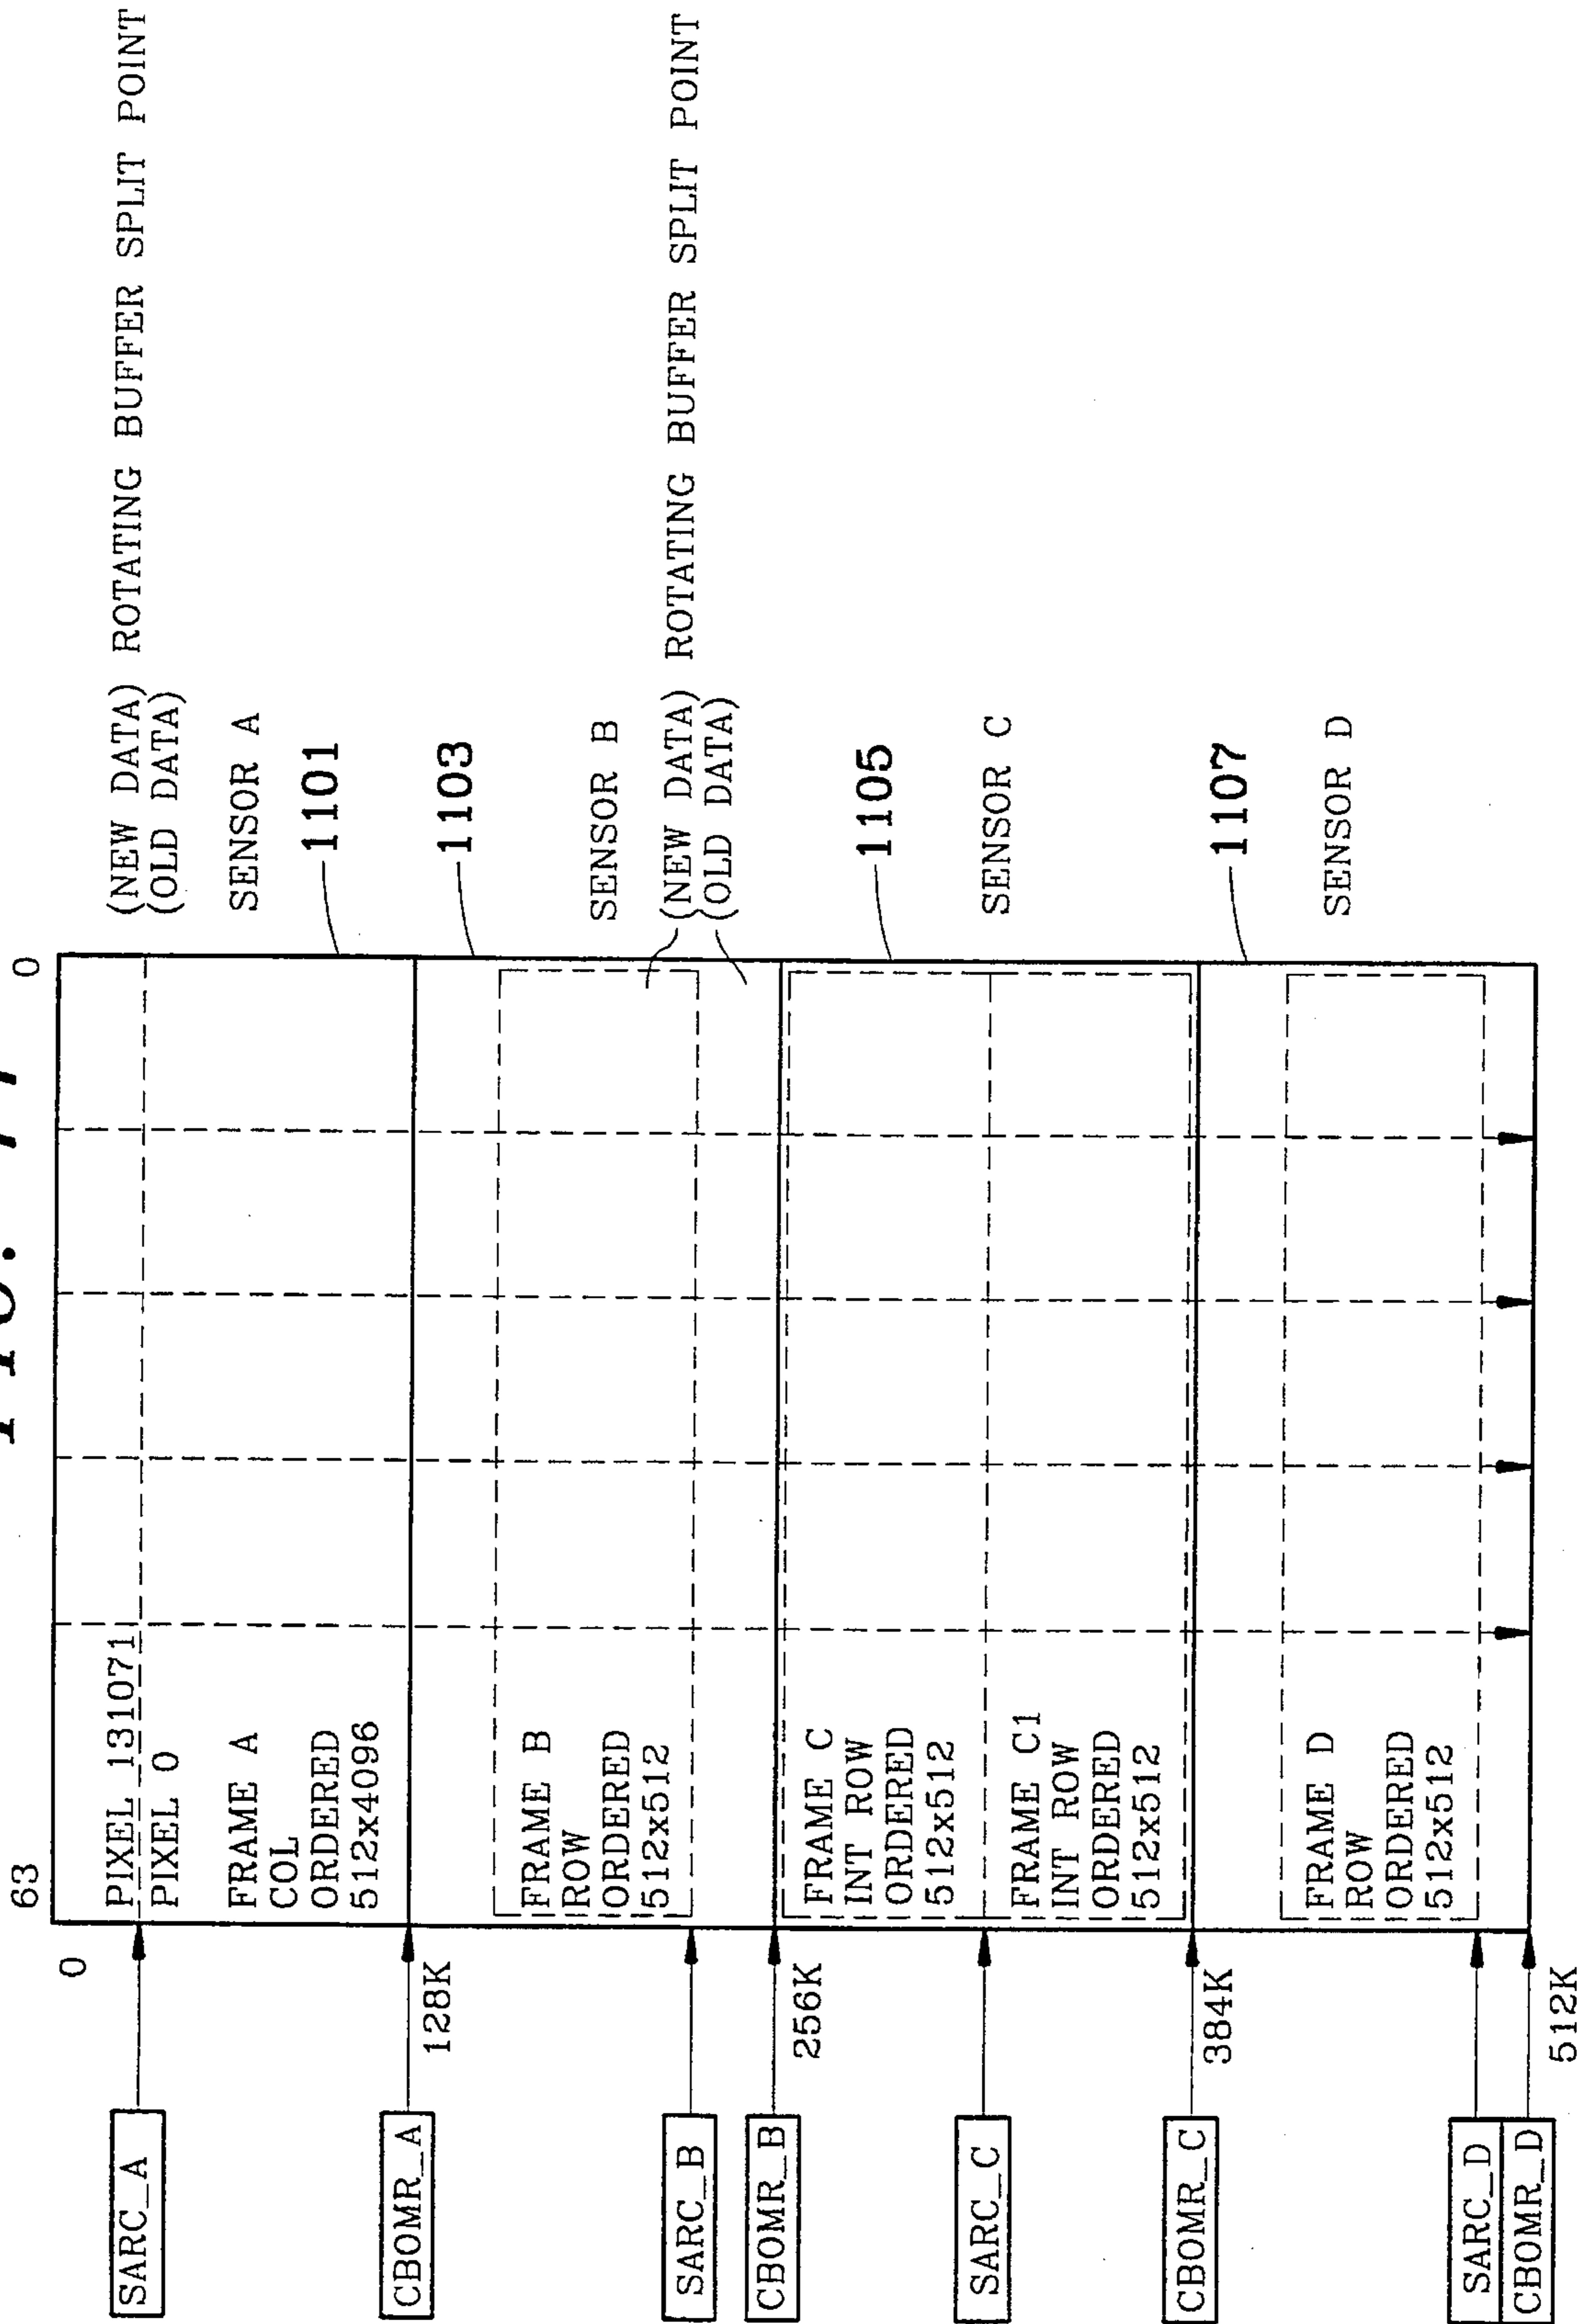 FIG. 11
63
0
0
SARC_A
PIXEL 131071
PIXEL 0
(NEW DATA) ROTATING BUFFER SPLIT POINT
(OLD DATA)
FRAME A
COL
ORDERED
512x4096
SENSOR A
1101
CBOMR_A
128K
1103
FRAME B
ROW
ORDERED
512x512
SENSOR B
SARC_B
(NEW DATA) ROTATING BUFFER SPLIT POINT
(OLD DATA)
CBOMR_B
256K
FRAME C
INT ROW
ORDERED
512x512
1105
SARC_C
SENSOR C
FRAME C1
INT ROW
ORDERED
512x512
CBOMR_C
384K
1107
FRAME D
ROW
ORDERED
512x512
SENSOR D
SARC_D
CBOMR_D
512K